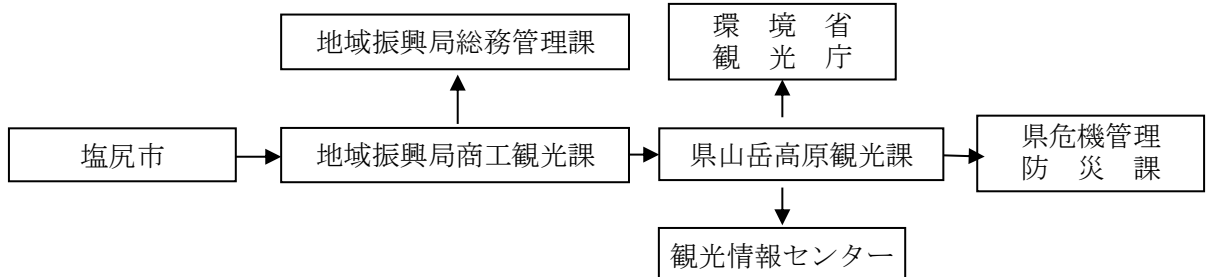 地域振興局総務管理課
環　境　省
観　光　庁
塩尻市
地域振興局商工観光課
県山岳高原観光課
県危機管理
防　災　課
観光情報センター